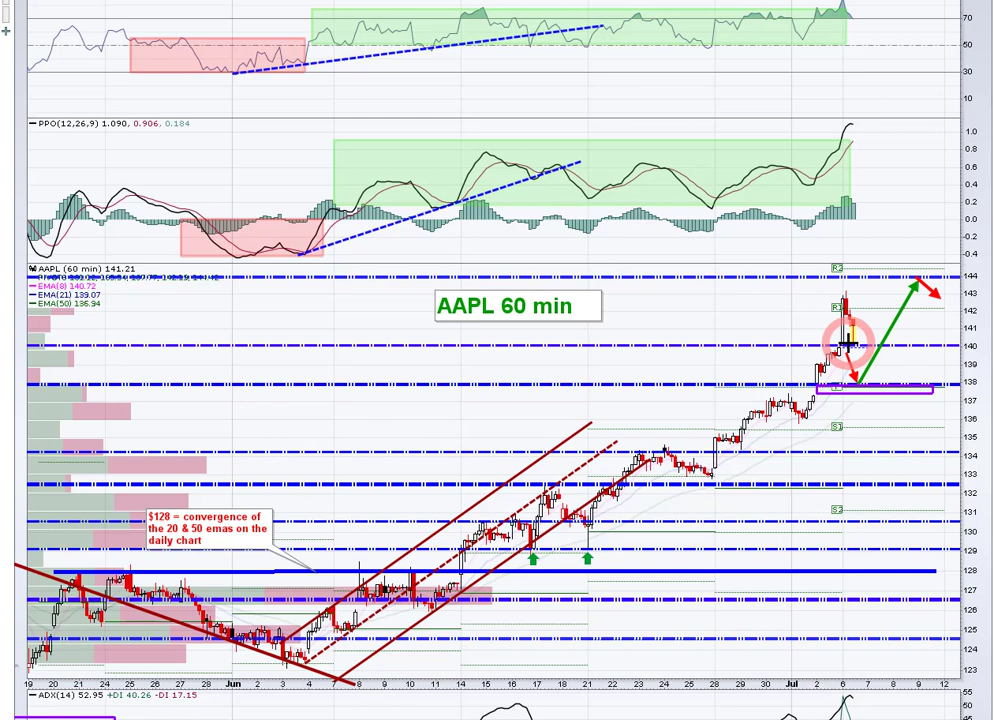 70
50
30
10
PPO(12,26,9) 1.090, 0.906, 0.184
1.0
0.8
0.6
0.4
0.2
0.0
-0.2
-0.4
AAPL (60 min) 141.21
EMA(8) 140.72
EMA(21) 139.07
EMA(50) 136.94
AAPL 60 min
R2
R1
S1
S2
144
143
142
141
140
139
138
137
136
135
134
133
132
131
130
129
128
127
126
125
124
123
$128 = convergence of
the 20 & 50 emas on the
daily chart
19 20 21 24 25 26 27 28 Jun 2 3 4 7 8 9 10 11 14 15 16 17 18 21 22 23 24 25 28 29 30 Jul 2 6 7 8 9 12
ADX(14) 52.95 +DI 40.26 -DI 17.15
55
50
45